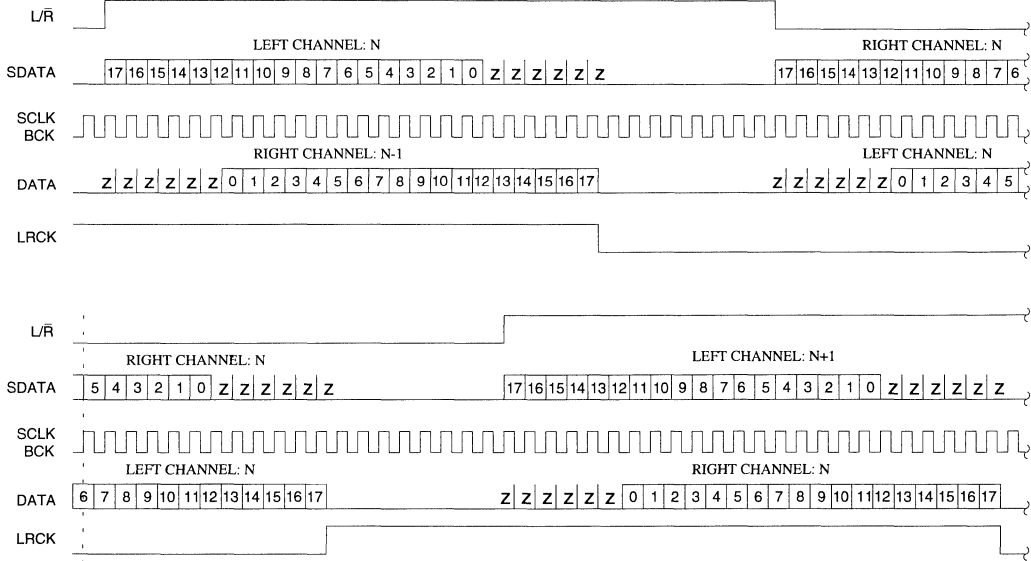 L/R̅
LEFT CHANNEL: N RIGHT CHANNEL: N
SDATA 17 16 15 14 13 12 11 10 9 8 7 6 5 4 3 2 1 0 Z Z Z Z Z Z 17 16 15 14 13 12 11 10 9 8 7 6
SCLK
BCK
RIGHT CHANNEL: N-1 LEFT CHANNEL: N
DATA Z Z Z Z Z Z 0 1 2 3 4 5 6 7 8 9 10 11 12 13 14 15 16 17 Z Z Z Z Z Z 0 1 2 3 4 5
LRCK
L/R̅
RIGHT CHANNEL: N LEFT CHANNEL: N+1
SDATA 5 4 3 2 1 0 Z Z Z Z Z Z 17 16 15 14 13 12 11 10 9 8 7 6 5 4 3 2 1 0 Z Z Z Z Z Z
SCLK
BCK
LEFT CHANNEL: N RIGHT CHANNEL: N
DATA 6 7 8 9 10 11 12 13 14 15 16 17 Z Z Z Z Z Z 0 1 2 3 4 5 6 7 8 9 10 11 12 13 14 15 16 17
LRCK